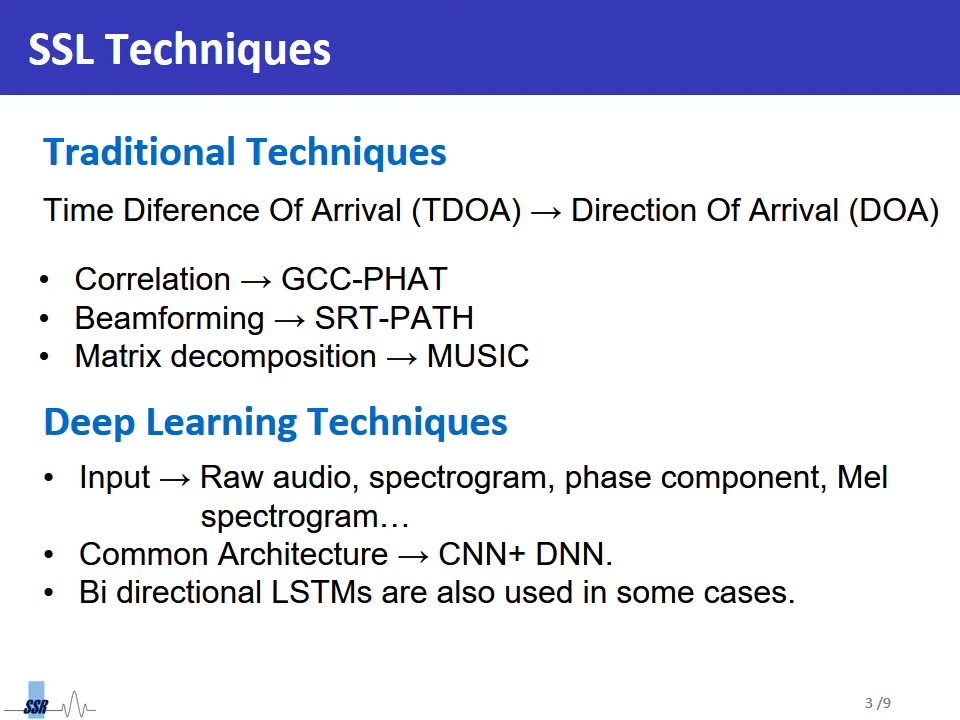 SSL Techniques
Traditional Techniques
Time Diference Of Arrival (TDOA) → Direction Of Arrival (DOA)
• Correlation → GCC-PHAT
• Beamforming → SRT-PATH
• Matrix decomposition → MUSIC
Deep Learning Techniques
• Input → Raw audio, spectrogram, phase component, Mel
spectrogram…
• Common Architecture → CNN+ DNN.
• Bi directional LSTMs are also used in some cases.
SSR
3 /9